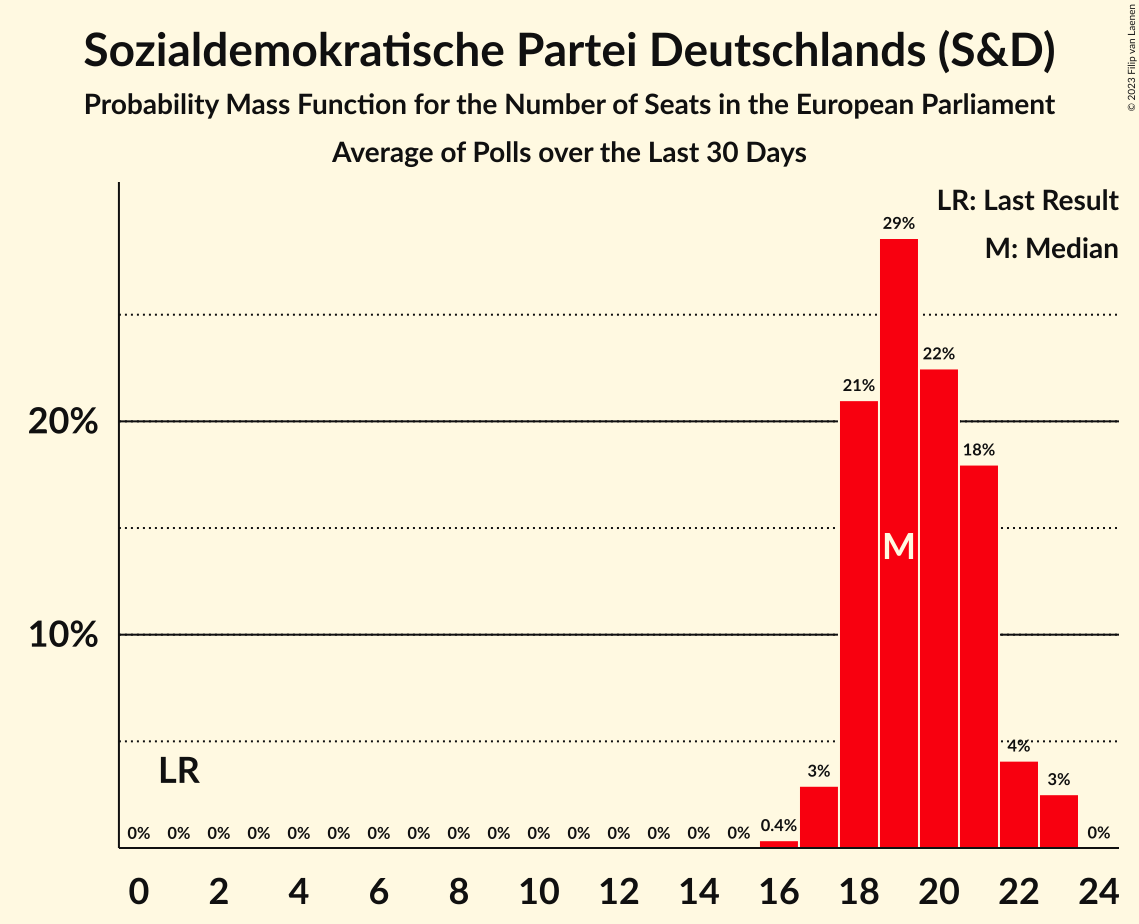 Sozialdemokratische Partei Deutschlands (S&D)
Probability Mass Function for the Number of Seats in the European Parliament
Average of Polls over the Last 30 Days
© 2023 Filip van Laenen
LR: Last Result
M: Median
29%
22%
21%
20%
18%
M
10%
4%
LR
3%
3%
0% 0% 0% 0% 0% 0% 0% 0% 0% 0% 0% 0% 0% 0% 0% 0% 0.4% 0%
0 2 4 6 8 10 12 14 16 18 20 22 24